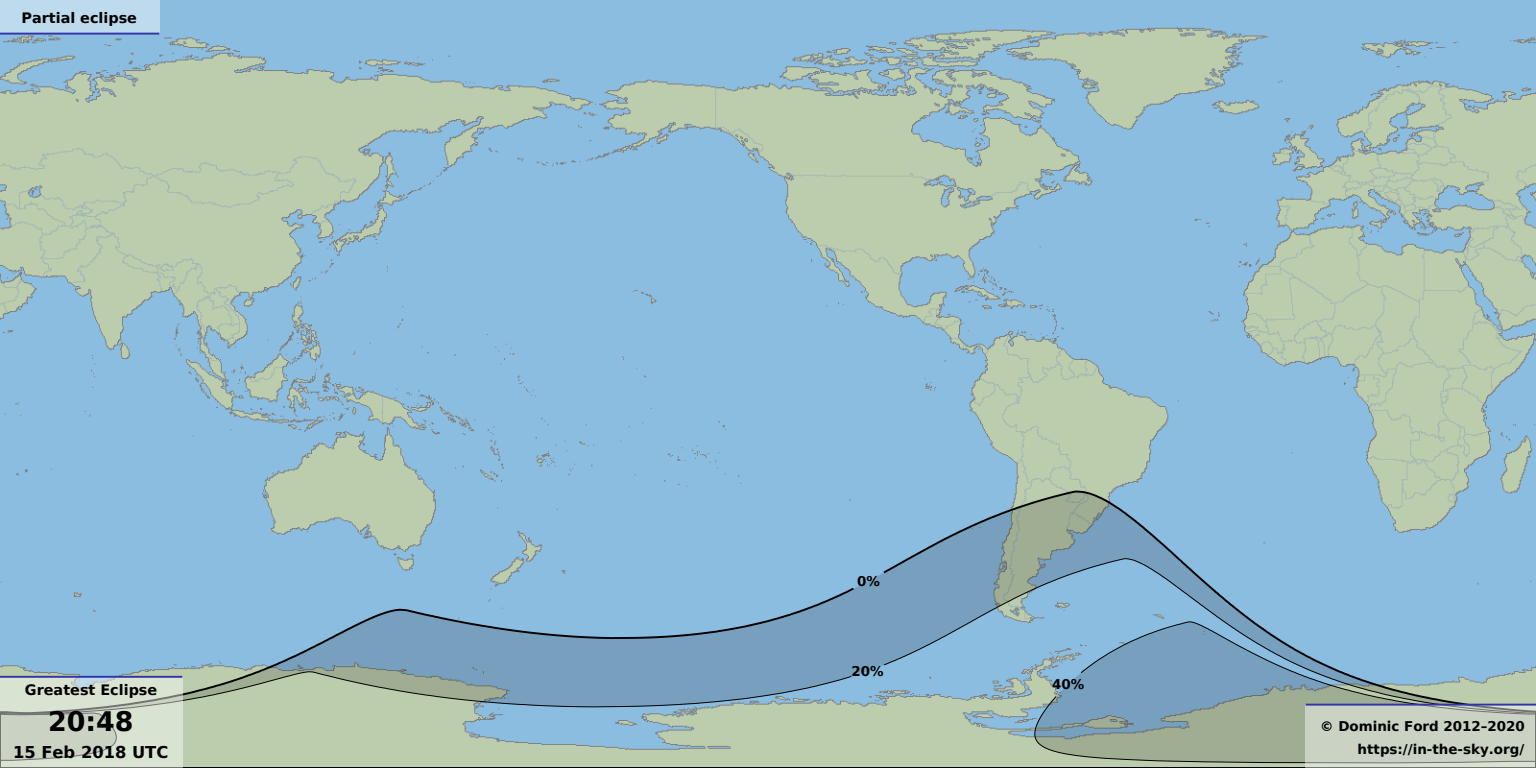 Partial eclipse
0%
20%
40%
Greatest Eclipse
20:48
15 Feb 2018 UTC
© Dominic Ford 2012–2020
https://in-the-sky.org/